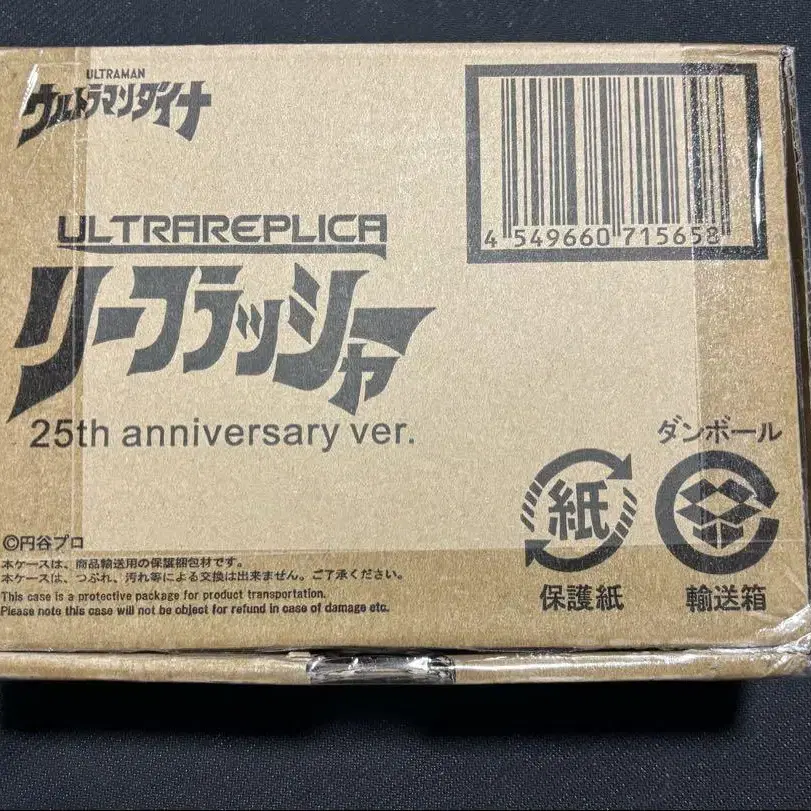 ULTRAMAN
ウルトラマンダイナ
4 549660 715658
ULTRAREPLICA
リーフラッシャー
25th anniversary ver.
ダンボール
紙
保護紙
輸送箱
©円谷プロ
本ケースは、商品輸送用の保護梱包材です。
本ケースは、つぶれ、汚れ等による交換は出来ません。ご了承ください。
This case is a protective package for product transportation.
Please note this case will not be object for refund in case of damage etc.